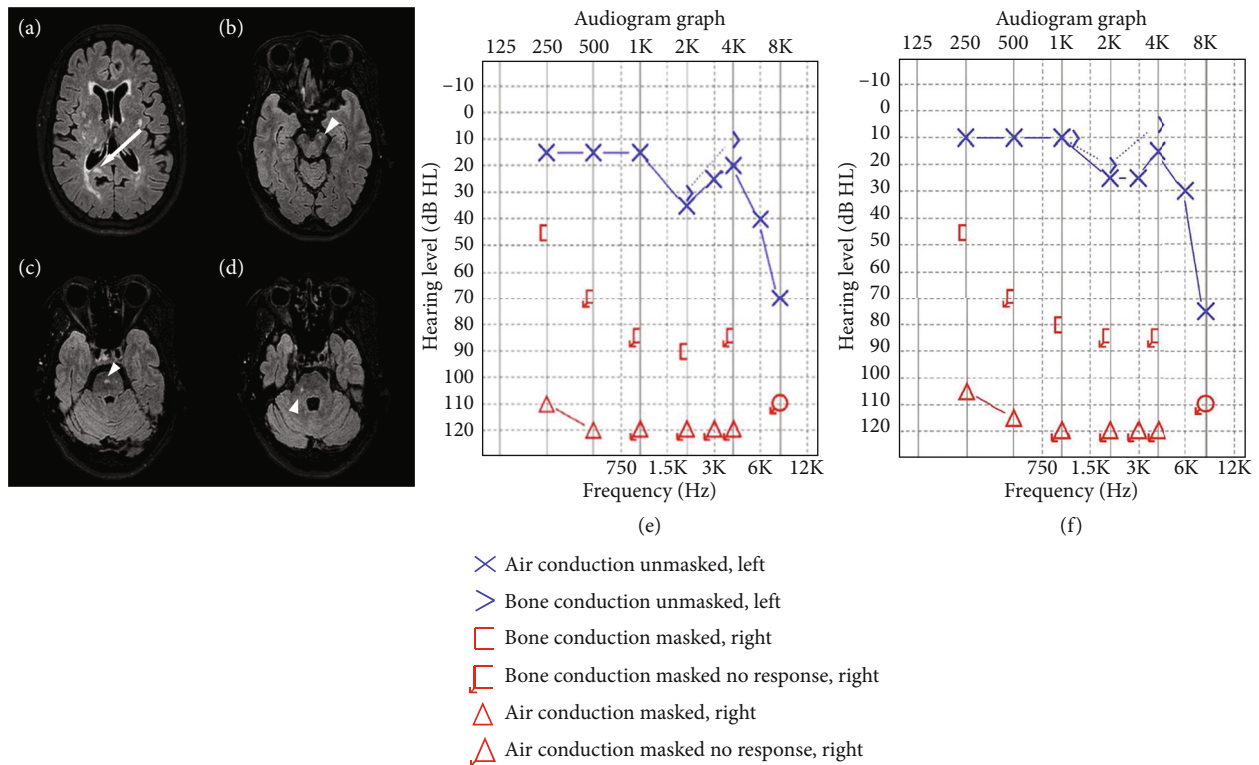 (a)
(b)
(c)
(d)
Audiogram graph
125 250 500 1K 2K 4K 8K
−10
0
10
20
30
40
50
60
70
80
90
100
110
120
Hearing level (dB HL)
750 1.5K 3K 6K 12K
Frequency (Hz)
(e)
Audiogram graph
125 250 500 1K 2K 4K 8K
−10
0
10
20
30
40
50
60
70
80
90
100
110
120
Hearing level (dB HL)
750 1.5K 3K 6K 12K
Frequency (Hz)
(f)
Air conduction unmasked, left
Bone conduction unmasked, left
Bone conduction masked, right
Bone conduction masked no response, right
Air conduction masked, right
Air conduction masked no response, right